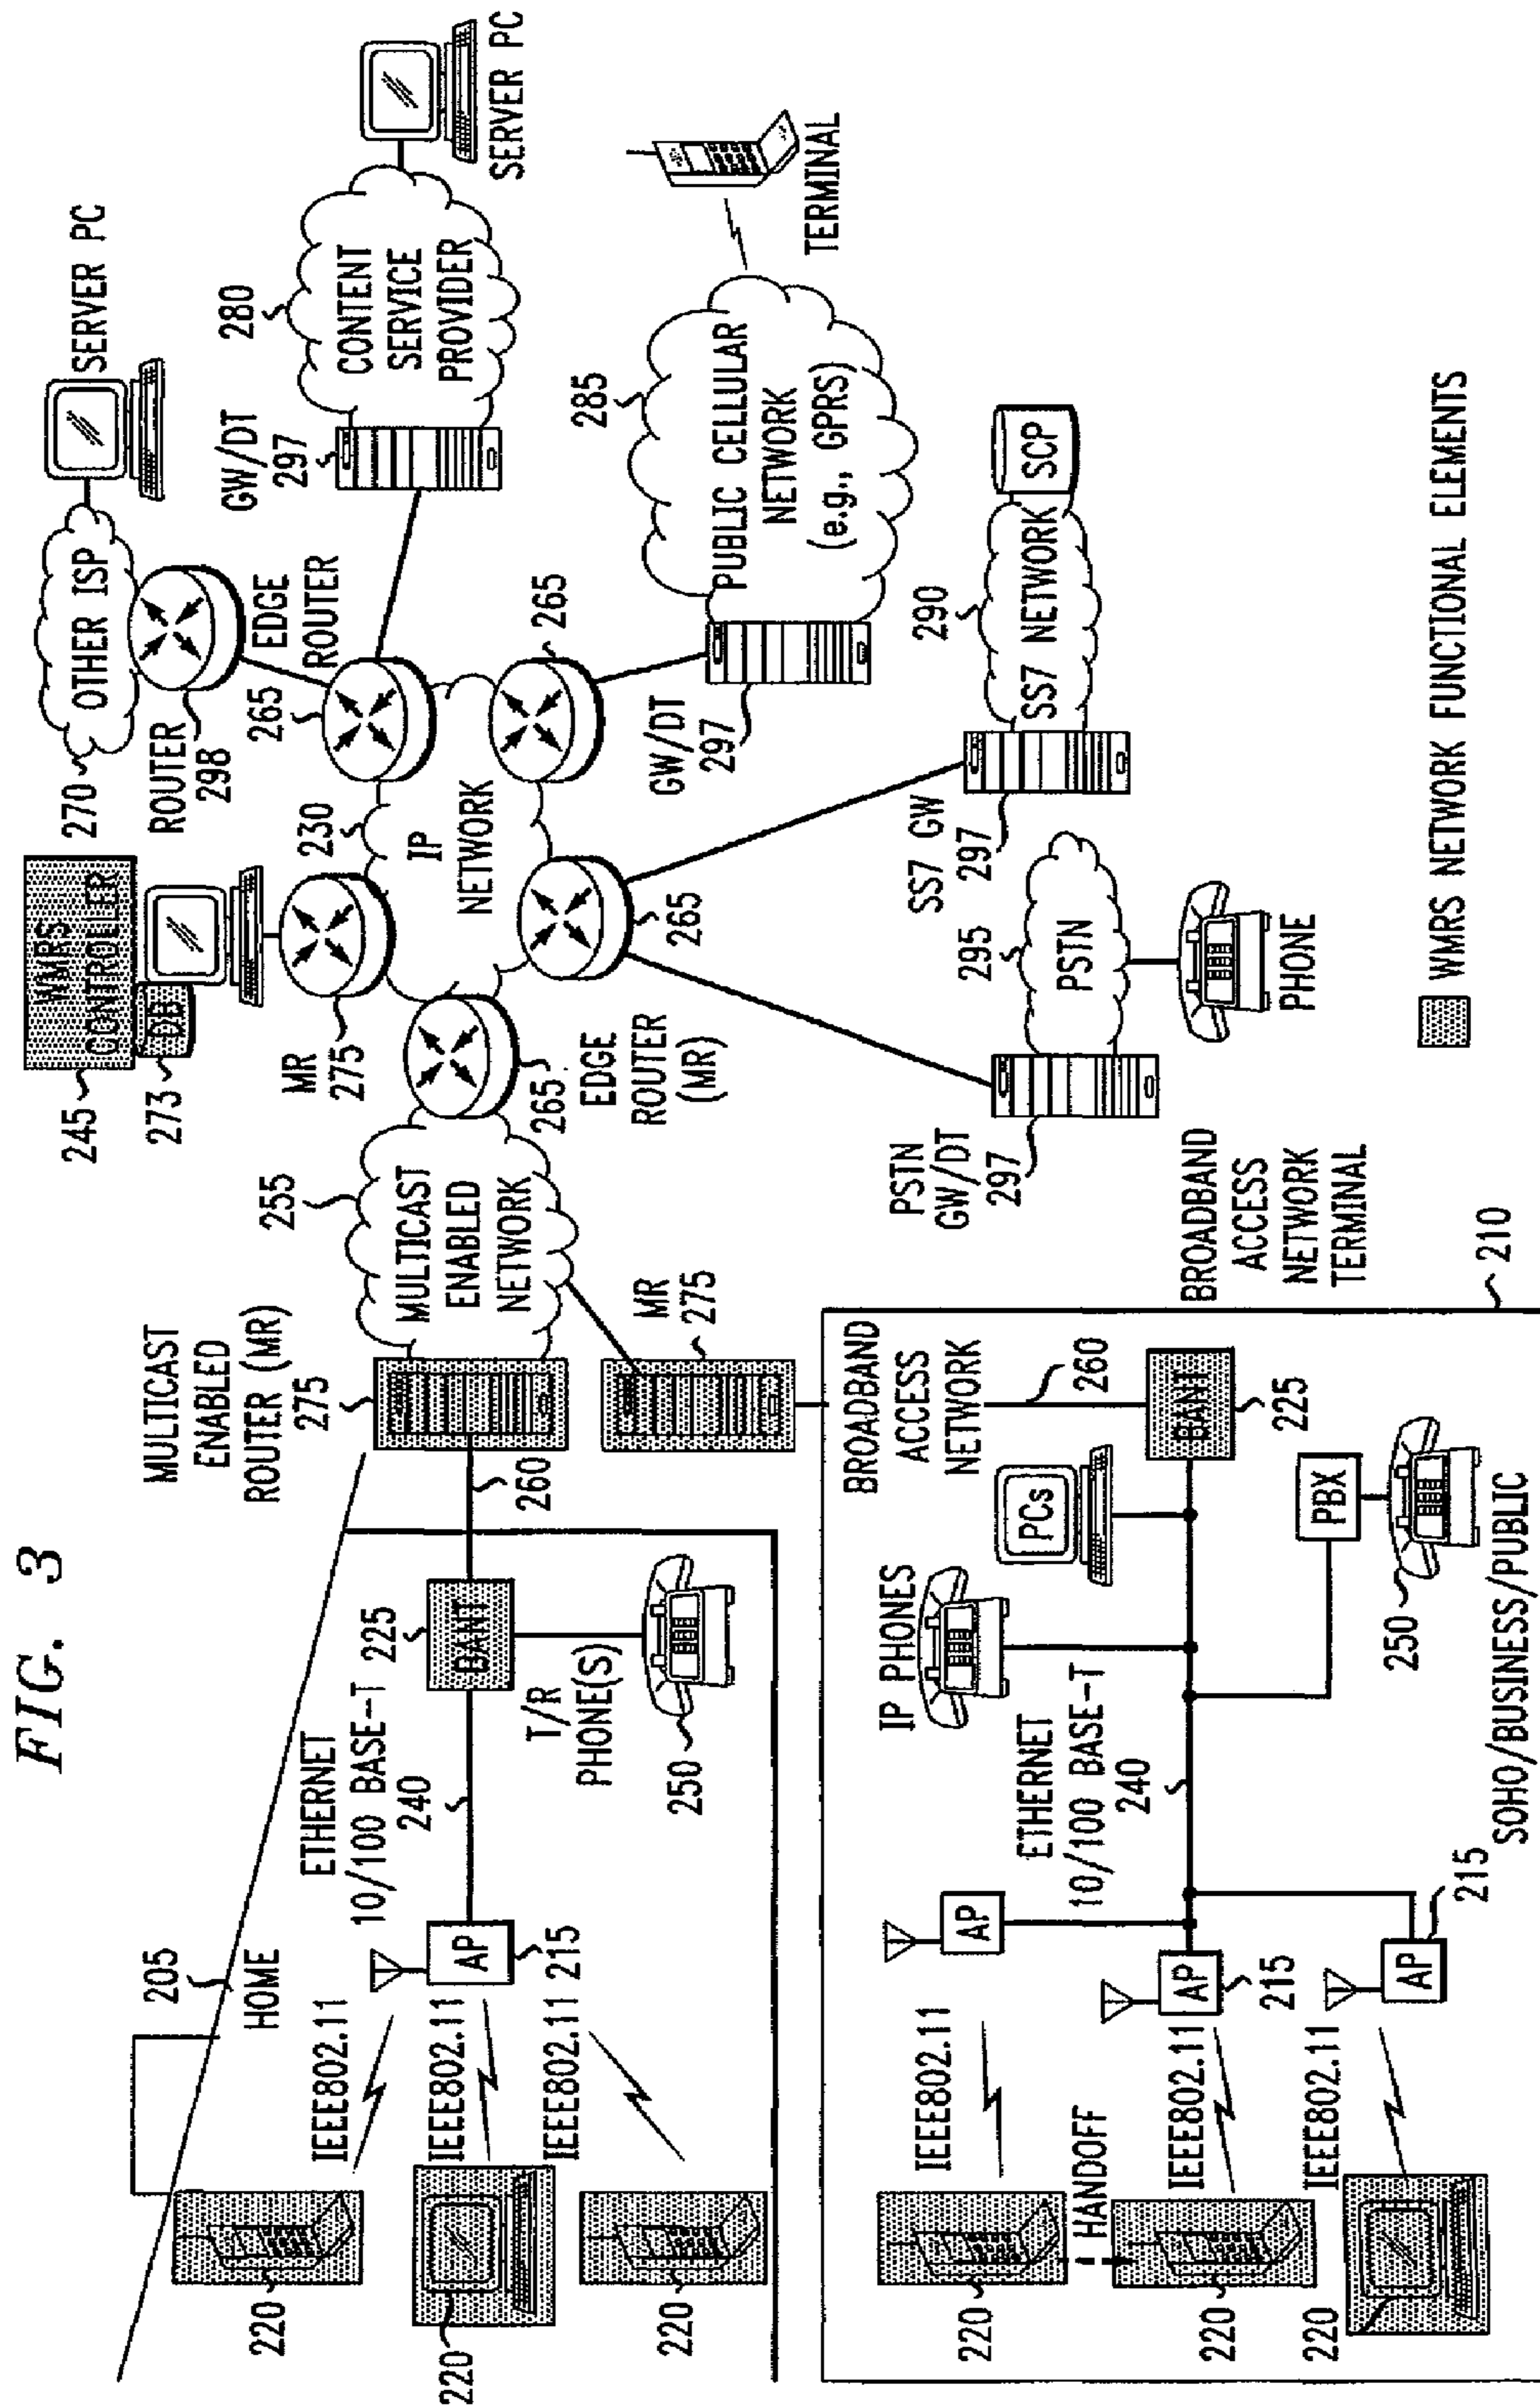 FIG. 3
205
HOME
220
220
220
IEEE802.11
IEEE802.11
IEEE802.11
AP
215
ETHERNET
10/100 BASE-T
240
BANT
225
T/R
PHONE(S)
250
260
MULTICAST
ENABLED
ROUTER (MR)
275
MR
275
255
MULTICAST
ENABLED
NETWORK
265
EDGE
ROUTER
(MR)
245
WMRS
CONTROLLER
273
DB
MR
275
230
IP
NETWORK
270
OTHER ISP
SERVER PC
ROUTER
298
265
EDGE
ROUTER
GW/DT
297
280
CONTENT
SERVICE
PROVIDER
SERVER PC
265
GW/DT
297
285
PUBLIC CELLULAR
NETWORK
(e.g., GPRS)
TERMINAL
265
SS7 GW
297
290
SS7 NETWORK
SCP
PSTN
GW/DT
297
295
PSTN
PHONE
BROADBAND
ACCESS
NETWORK
TERMINAL
210
BROADBAND
ACCESS
NETWORK
260
BANT
225
PCs
IP PHONES
PBX
250
ETHERNET
10/100 BASE-T
240
AP
AP
215
AP
215
IEEE802.11
IEEE802.11
IEEE802.11
HANDOFF
220
220
220
SOHO/BUSINESS/PUBLIC
WMRS NETWORK FUNCTIONAL ELEMENTS